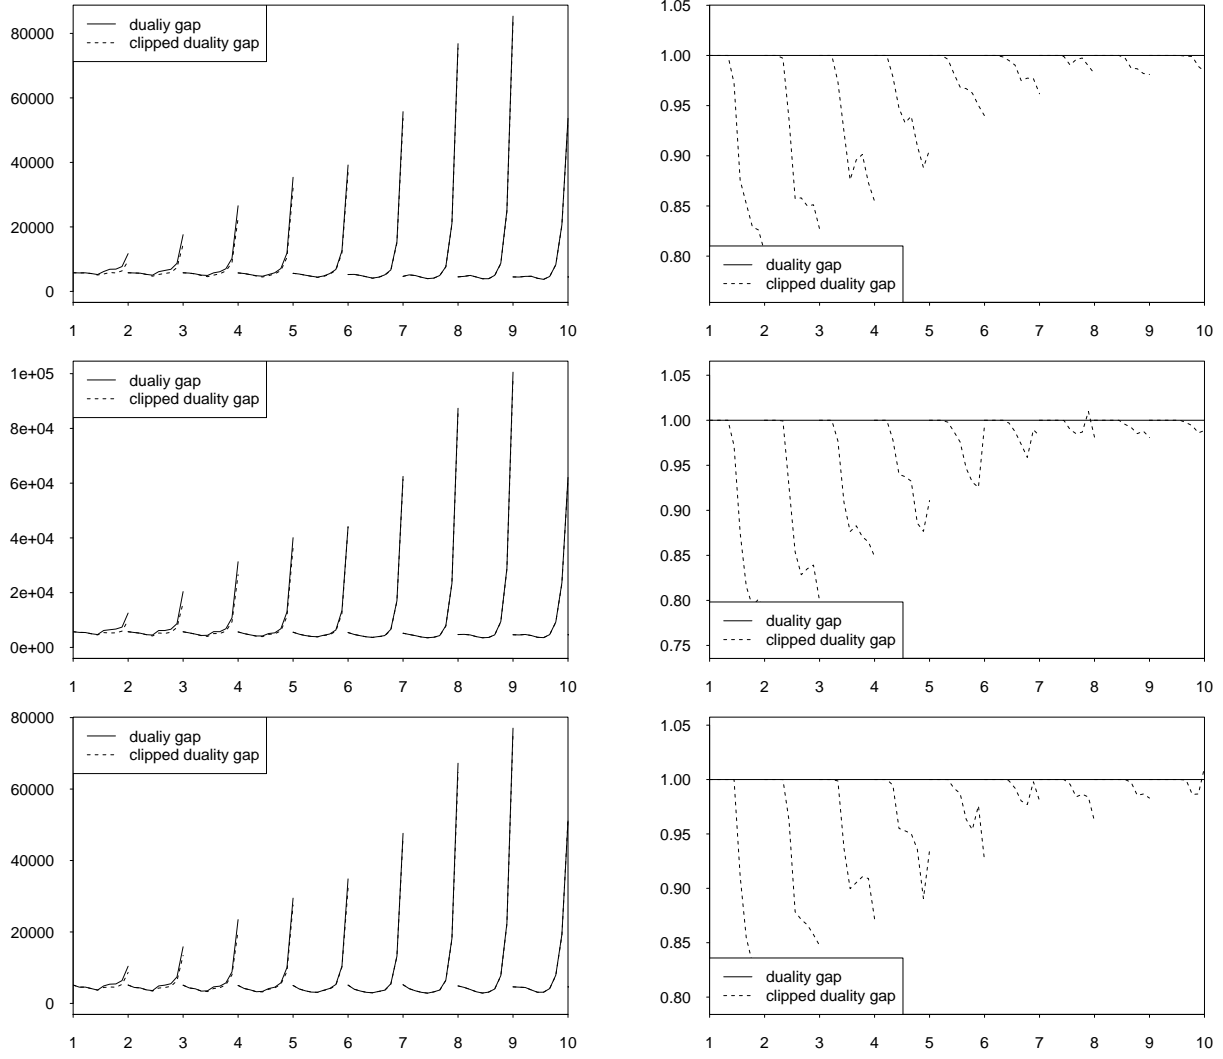 80000
60000
40000
20000
0
dualiy gap
clipped duality gap
1 2 3 4 5 6 7 8 9 10
1.05
1.00
0.95
0.90
0.85
0.80
duality gap
clipped duality gap
1 2 3 4 5 6 7 8 9 10
1e+05
8e+04
6e+04
4e+04
2e+04
0e+00
dualiy gap
clipped duality gap
1 2 3 4 5 6 7 8 9 10
1.05
1.00
0.95
0.90
0.85
0.80
0.75
duality gap
clipped duality gap
1 2 3 4 5 6 7 8 9 10
80000
60000
40000
20000
0
dualiy gap
clipped duality gap
1 2 3 4 5 6 7 8 9 10
1.05
1.00
0.95
0.90
0.85
0.80
duality gap
clipped duality gap
1 2 3 4 5 6 7 8 9 10